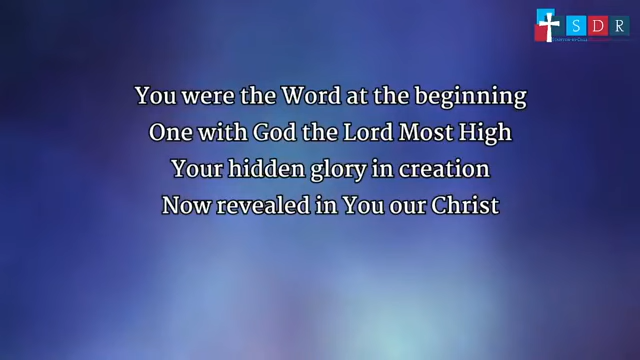 S D R
You were the Word at the beginning
One with God the Lord Most High
Your hidden glory in creation
Now revealed in You our Christ